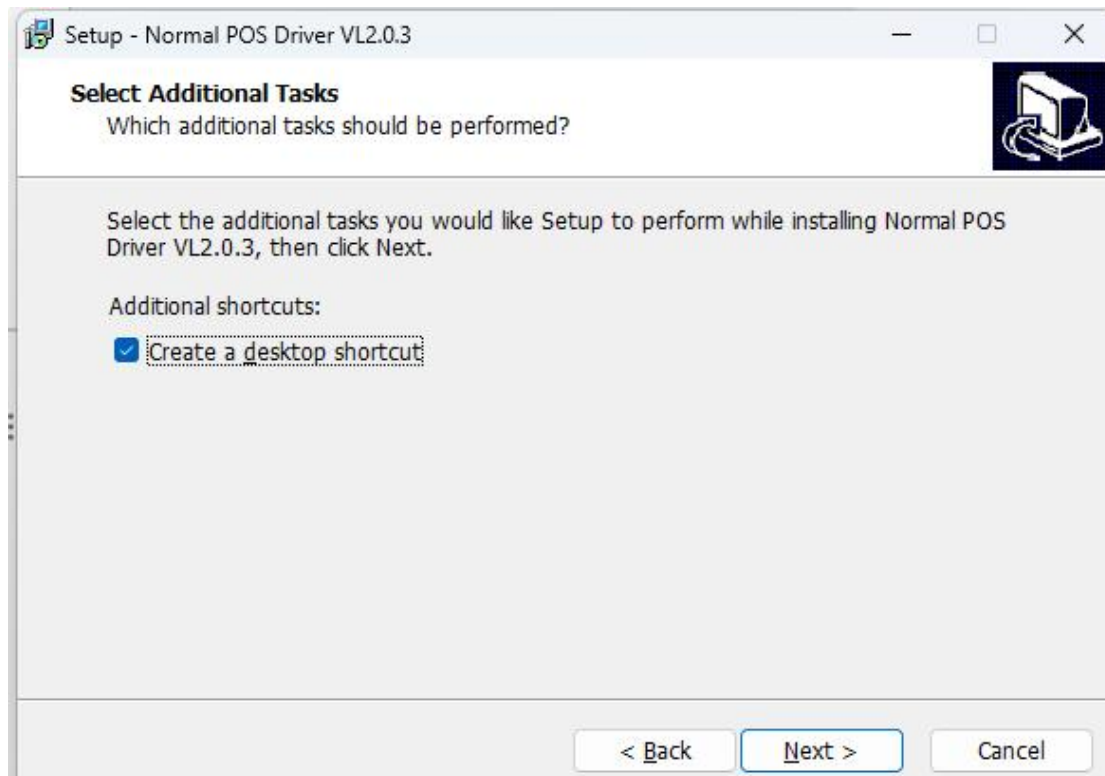 Setup - Normal POS Driver VL2.0.3
Select Additional Tasks
Which additional tasks should be performed?
Select the additional tasks you would like Setup to perform while installing Normal POS
Driver VL2.0.3, then click Next.
Additional shortcuts:
Create a desktop shortcut
< Back
Next >
Cancel